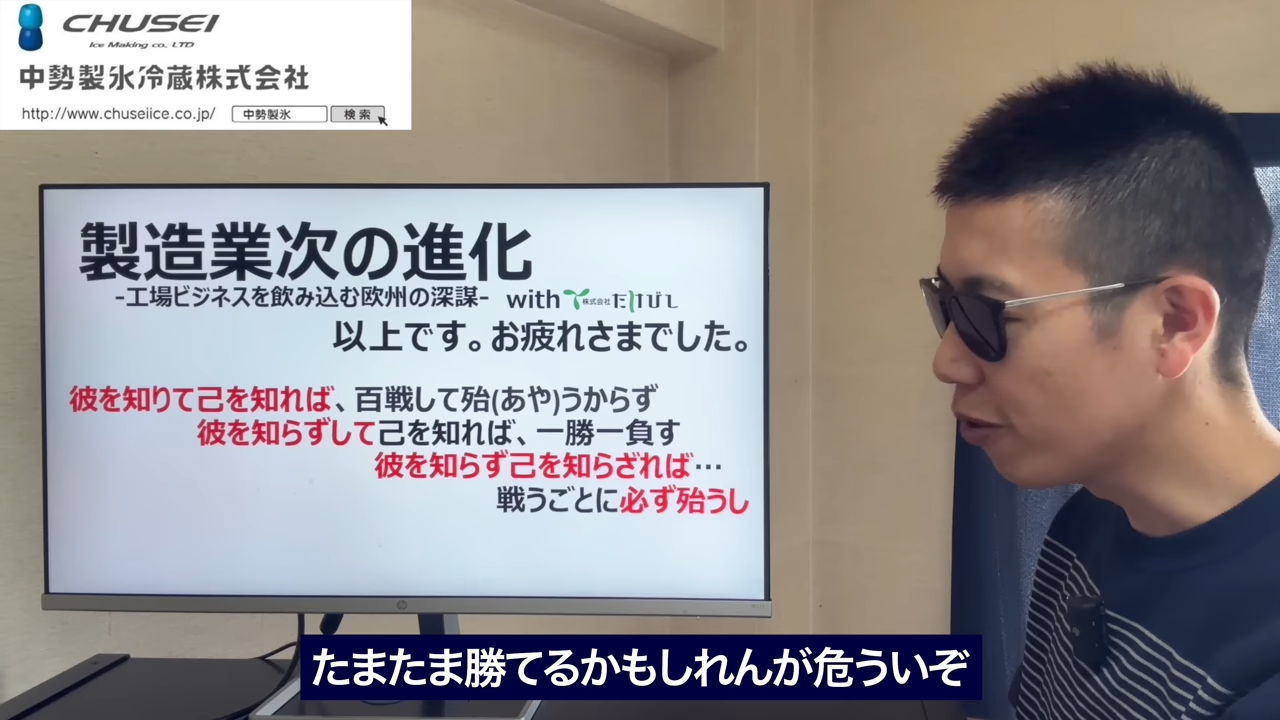 CHUSEI
Ice Making co. LTD
中勢製氷冷蔵株式会社
http://www.chuseiice.co.jp/ 中勢製氷 検索
製造業次の進化
-工場ビジネスを飲み込む欧州の深謀- with 株式会社たけびし
以上です。お疲れさまでした。
彼を知りて己を知れば、百戦して殆(あや)うからず
彼を知らずして己を知れば、一勝一負す
彼を知らず己を知らざれば…
戦うごとに必ず殆うし
hp
たまたま勝てるかもしれんが危ういぞ